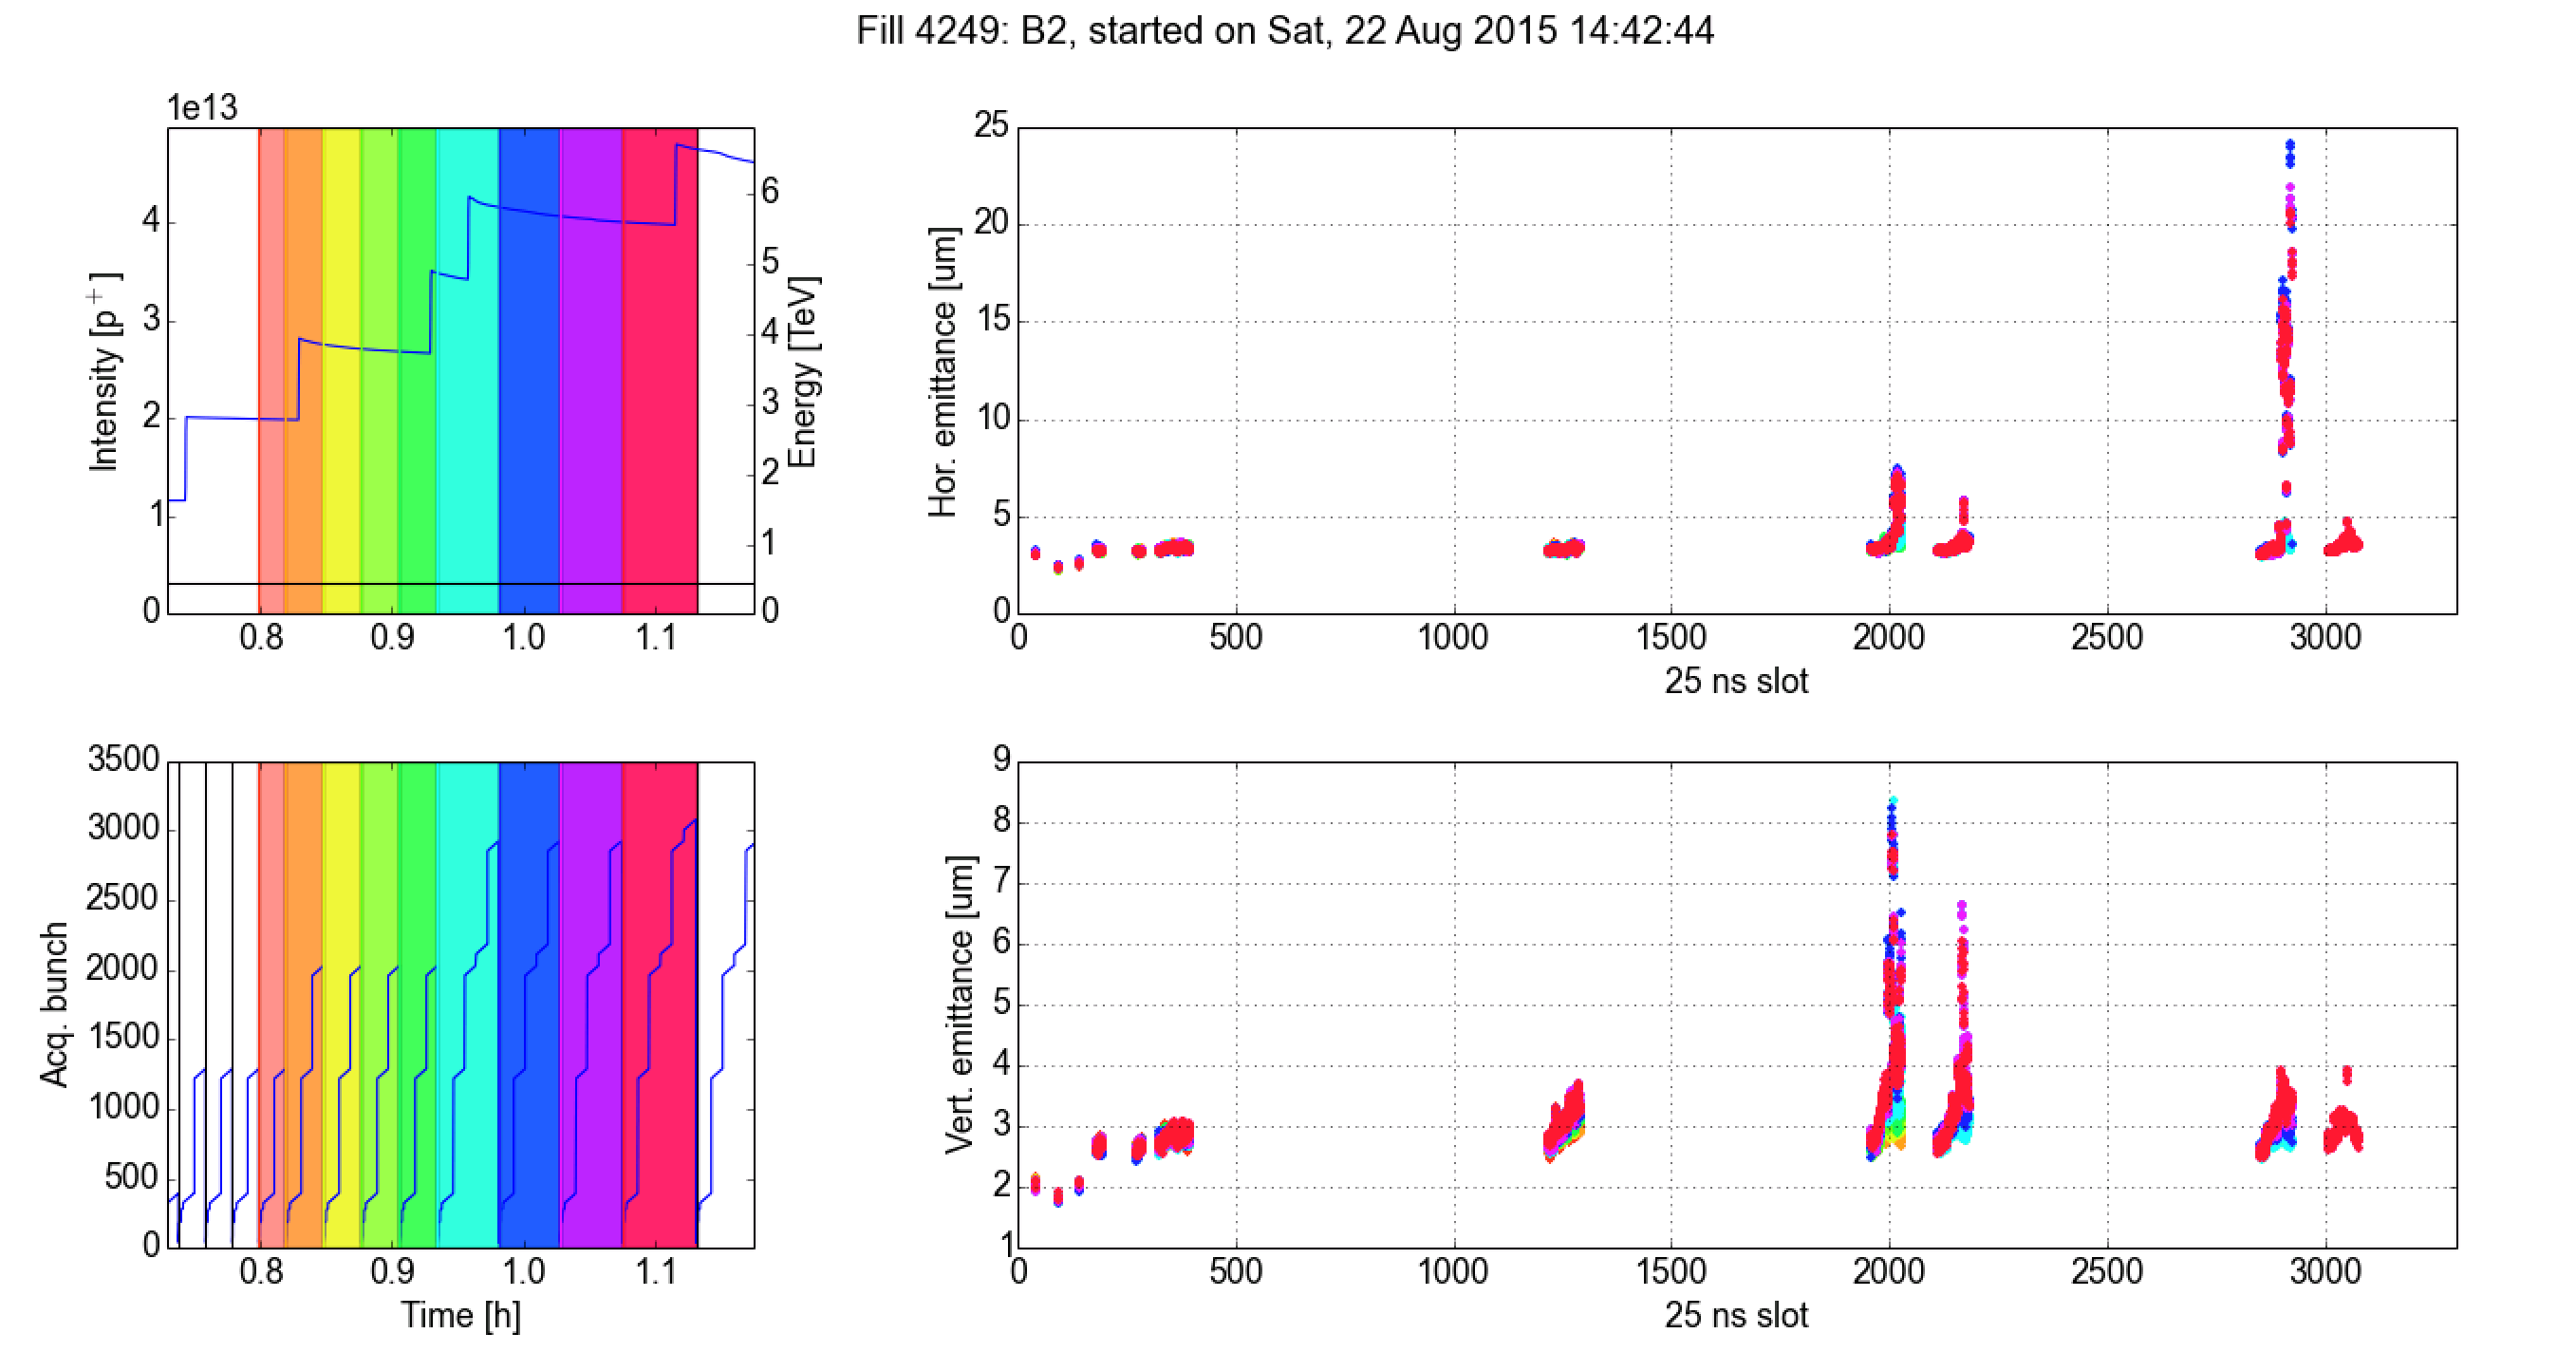 Fill 4249: B2, started on Sat, 22 Aug 2015 14:42:44
1e13
Intensity [p+]
4
3
2
1
0
Energy [TeV]
6
5
4
3
2
1
0
0.8 0.9 1.0 1.1
Hor. emittance [um]
25
20
15
10
5
0
0 500 1000 1500 2000 2500 3000
25 ns slot
Acq. bunch
3500
3000
2500
2000
1500
1000
500
0
0.8 0.9 1.0 1.1
Time [h]
Vert. emittance [um]
9
8
7
6
5
4
3
2
1
0 500 1000 1500 2000 2500 3000
25 ns slot